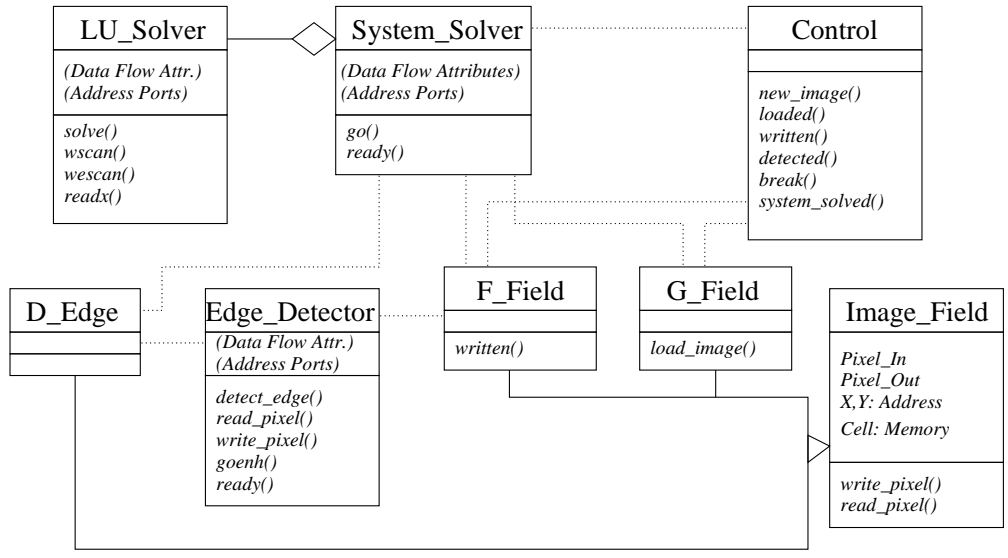 LU_Solver
(Data Flow Attr.)
(Address Ports)
solve()
wscan()
wescan()
readx()
System_Solver
(Data Flow Attributes)
(Address Ports)
go()
ready()
Control
new_image()
loaded()
written()
detected()
break()
system_solved()
D_Edge
Edge_Detector
(Data Flow Attr.)
(Address Ports)
detect_edge()
read_pixel()
write_pixel()
goenh()
ready()
F_Field
written()
G_Field
load_image()
Image_Field
Pixel_In
Pixel_Out
X,Y: Address
Cell: Memory
write_pixel()
read_pixel()